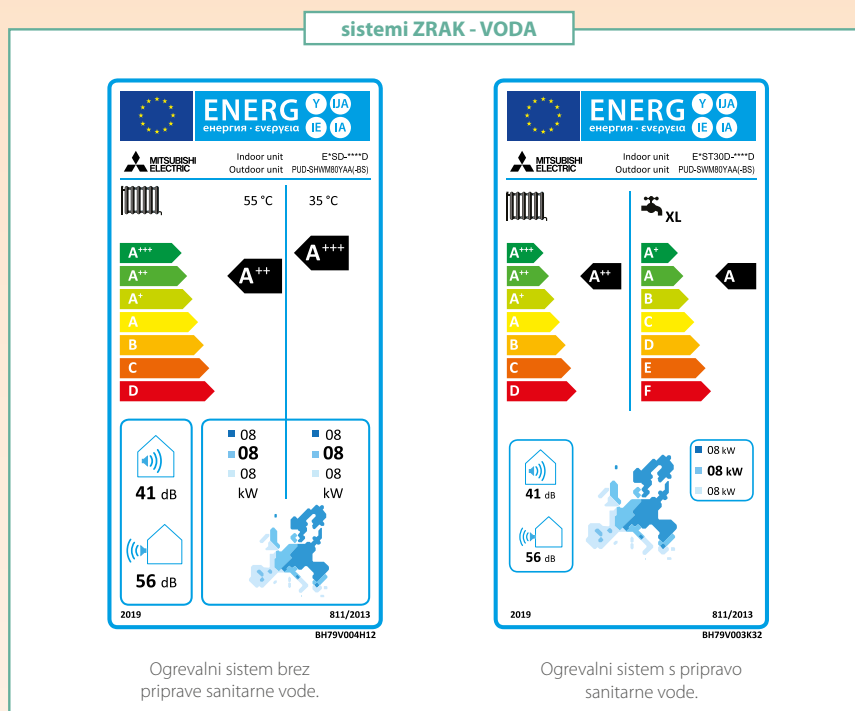 sistemi ZRAK - VODA
ENERG Y IJA
енергия · ενεργεια IE IA
MITSUBISHI ELECTRIC
Indoor unit E*SD-****D
Outdoor unit PUD-SHWM80YAA(-BS)
55 °C 35 °C
A+++
A++
A+
A
B
C
D
A++
A+++
41 dB
56 dB
08 08
08 08
08 08
kW kW
2019 811/2013
BH79V004H12
Ogrevalni sistem brez
priprave sanitarne vode.
ENERG Y IJA
енергия · ενεργεια IE IA
MITSUBISHI ELECTRIC
Indoor unit E*ST30D-****D
Outdoor unit PUD-SWM80YAA(-BS)
XL
A+++
A++
A+
A
B
C
D
A++
A+
A
B
C
D
E
F
A
41 dB
56 dB
08 kW
08 kW
08 kW
2019 811/2013
BH79V003K32
Ogrevalni sistem s pripravo
sanitarne vode.